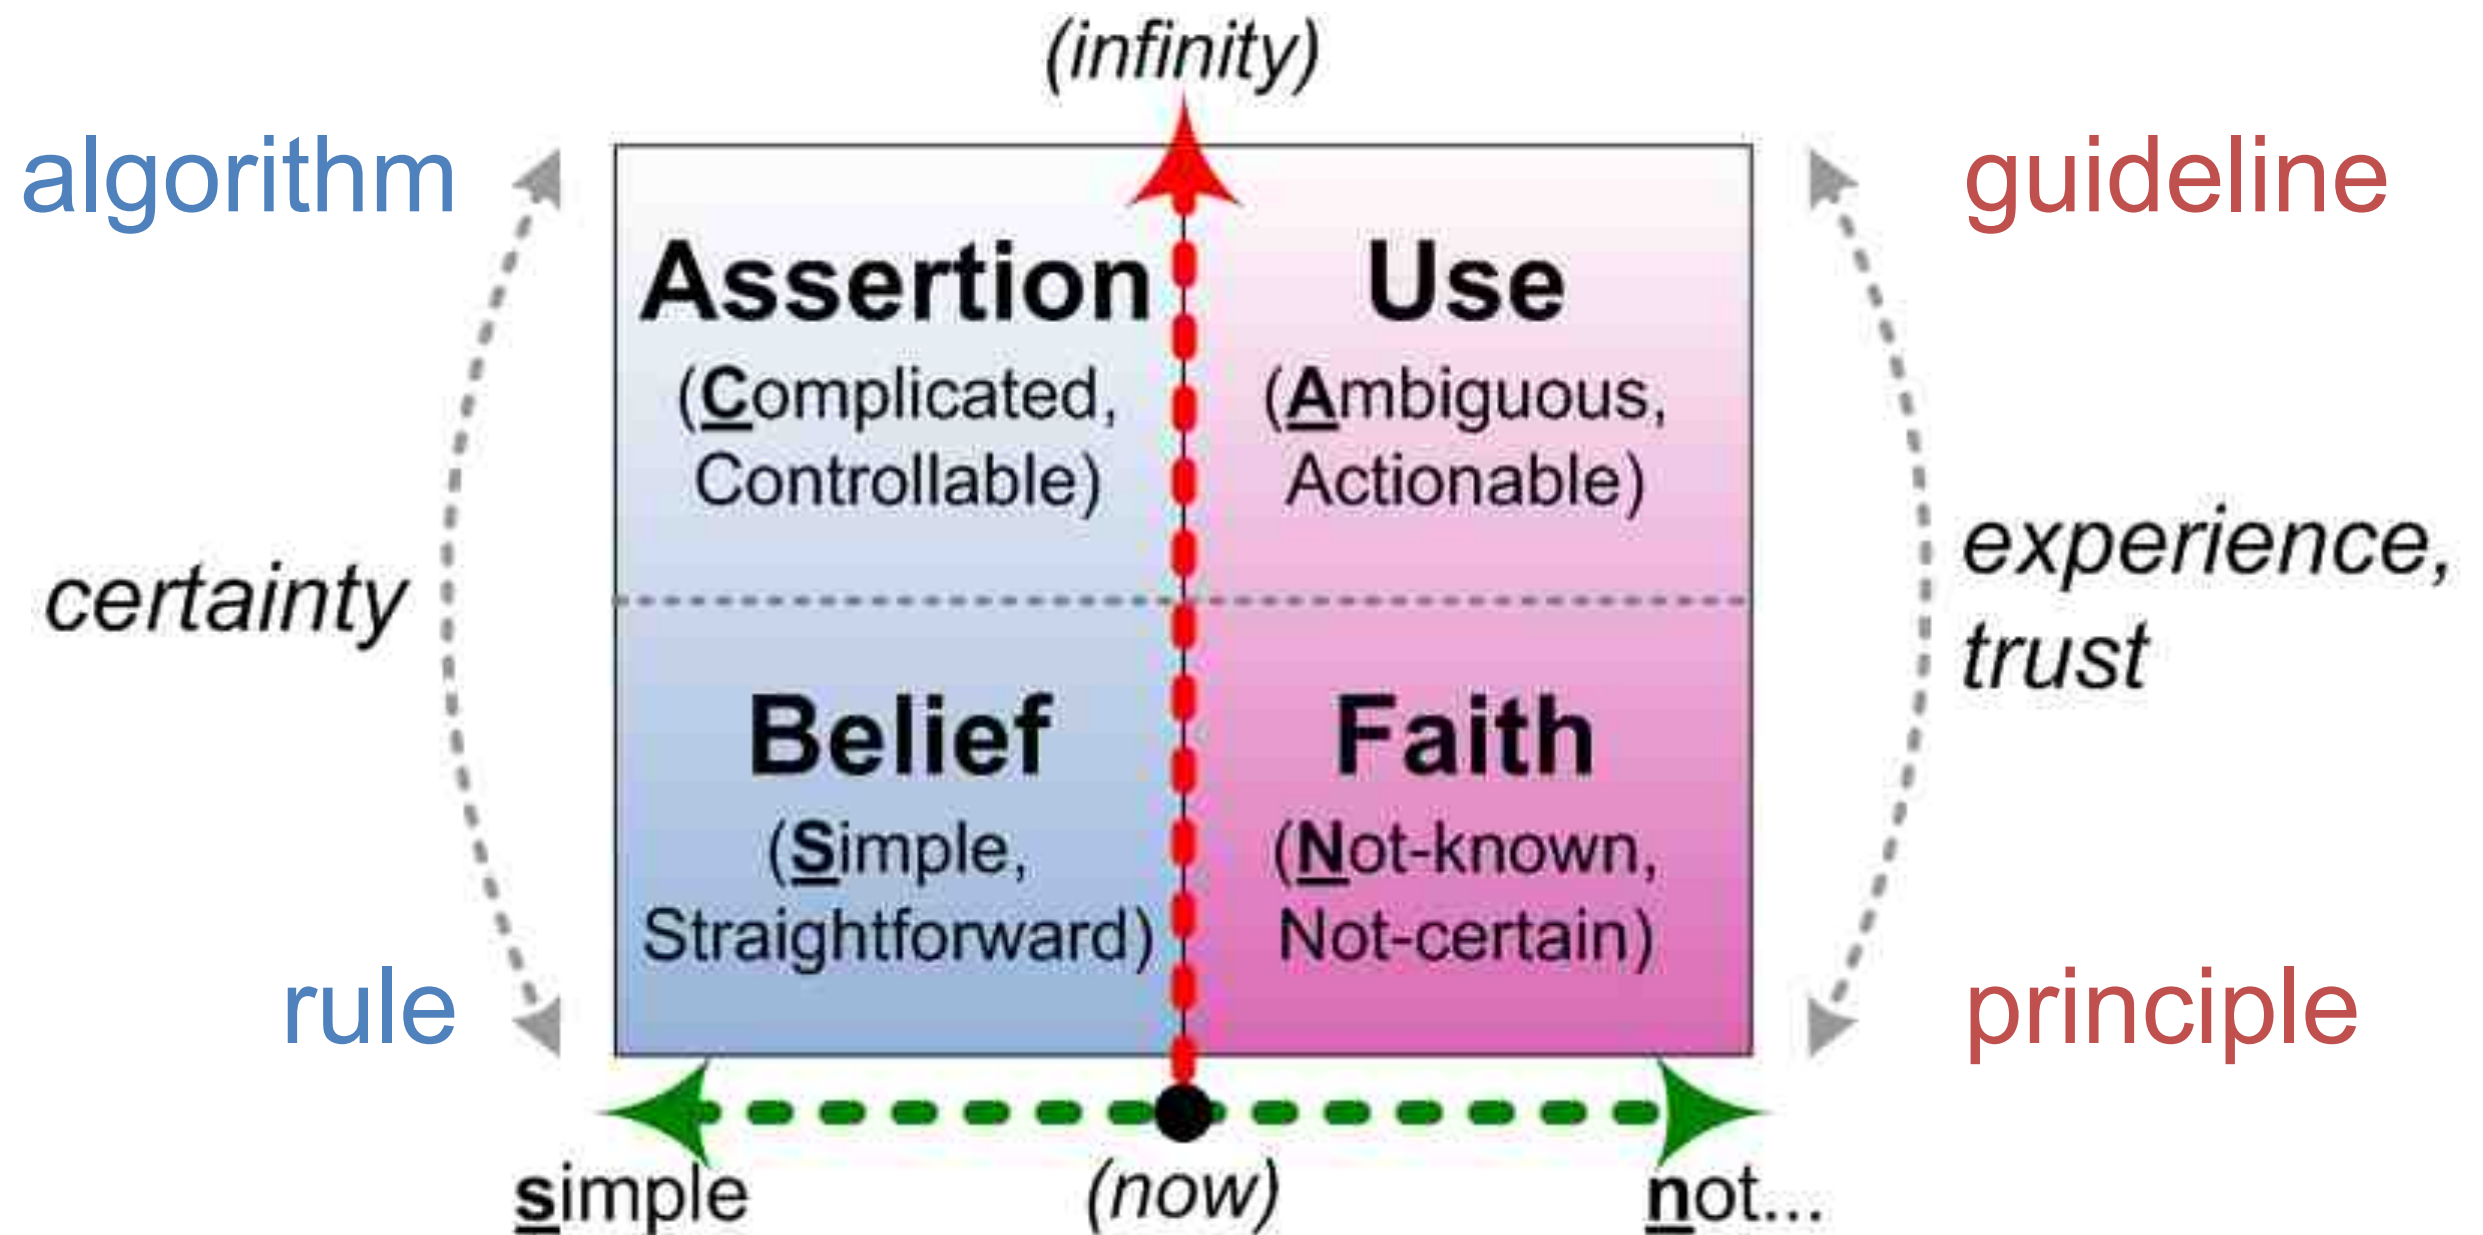 (infinity)
algorithm
guideline
Assertion
(Complicated,
Controllable)
Use
(Ambiguous,
Actionable)
certainty
experience,
trust
Belief
(Simple,
Straightforward)
Faith
(Not-known,
Not-certain)
rule
principle
simple
(now)
not...